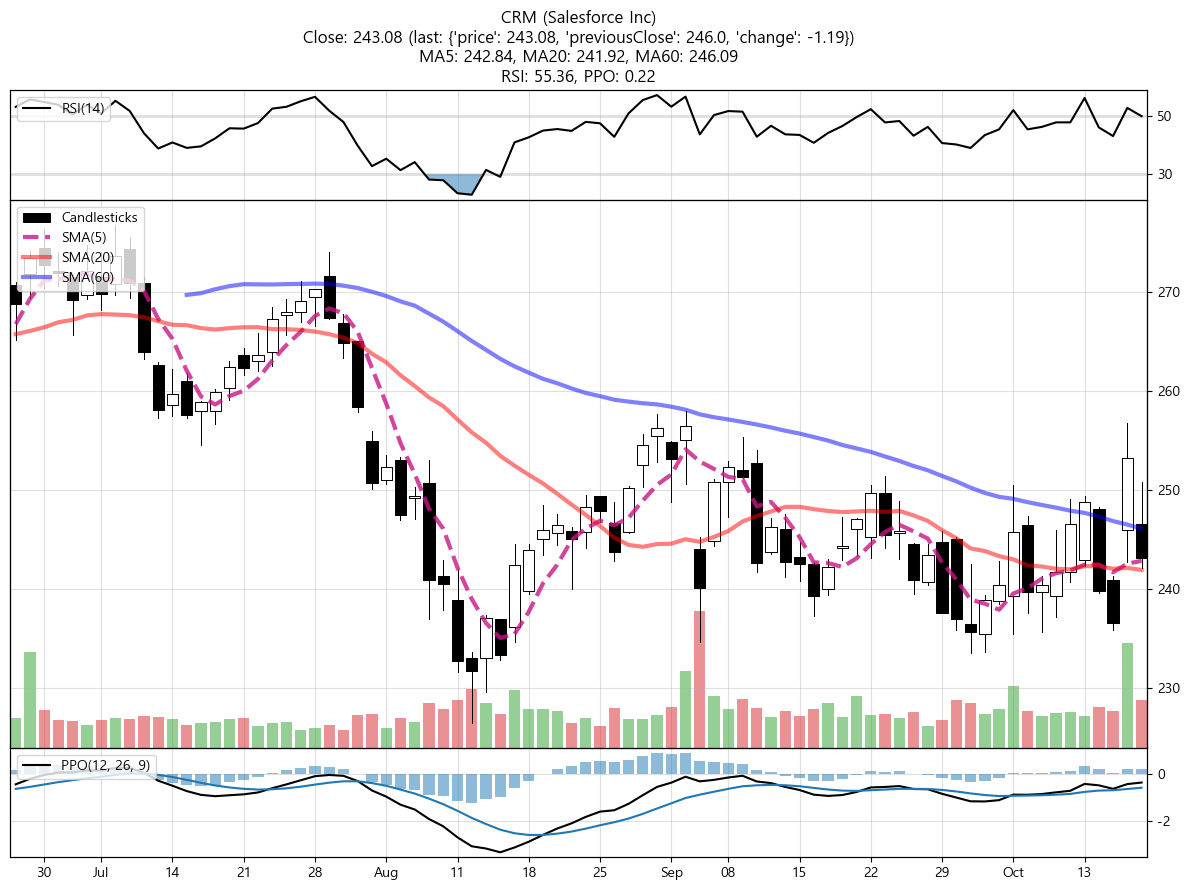 CRM (Salesforce Inc)
Close: 243.08 (last: {'price': 243.08, 'previousClose': 246.0, 'change': -1.19})
MA5: 242.84, MA20: 241.92, MA60: 246.09
RSI: 55.36, PPO: 0.22
RSI(14)
50
30
Candlesticks
SMA(5)
SMA(20)
SMA(60)
270
260
250
240
230
PPO(12, 26, 9)
0
-2
30 Jul 14 21 28 Aug 11 18 25 Sep 08 15 22 29 Oct 13